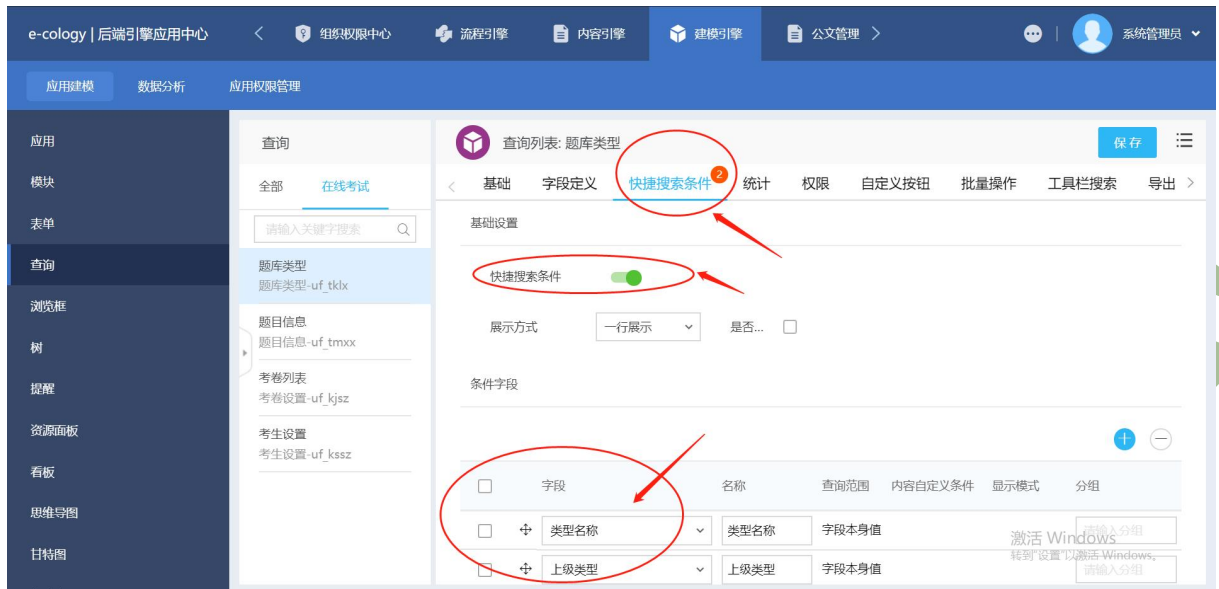 e-cology | 后端引擎应用中心 组织权限中心 流程引擎 内容引擎 建模引擎 公文管理 系统管理员
应用建模 数据分析 应用权限管理
应用
模块
表单
查询
浏览框
树
提醒
资源面板
看板
思维导图
甘特图
查询
全部 在线考试
请输入关键字搜索
题库类型
题库类型-uf_tklx
题目信息
题目信息-uf_tmxx
考卷列表
考卷设置-uf_kjsz
考生设置
考生设置-uf_kssz
查询列表: 题库类型 保存
基础 字段定义 快捷搜索条件 2 统计 权限 自定义按钮 批量操作 工具栏搜索 导出
基础设置
快捷搜索条件
展示方式 一行展示 是否...
条件字段
字段 名称 查询范围 内容自定义条件 显示模式 分组
类型名称 类型名称 字段本身值 请输入分组
上级类型 上级类型 字段本身值 请输入分组
激活 Windows
转到"设置"以激活 Windows。